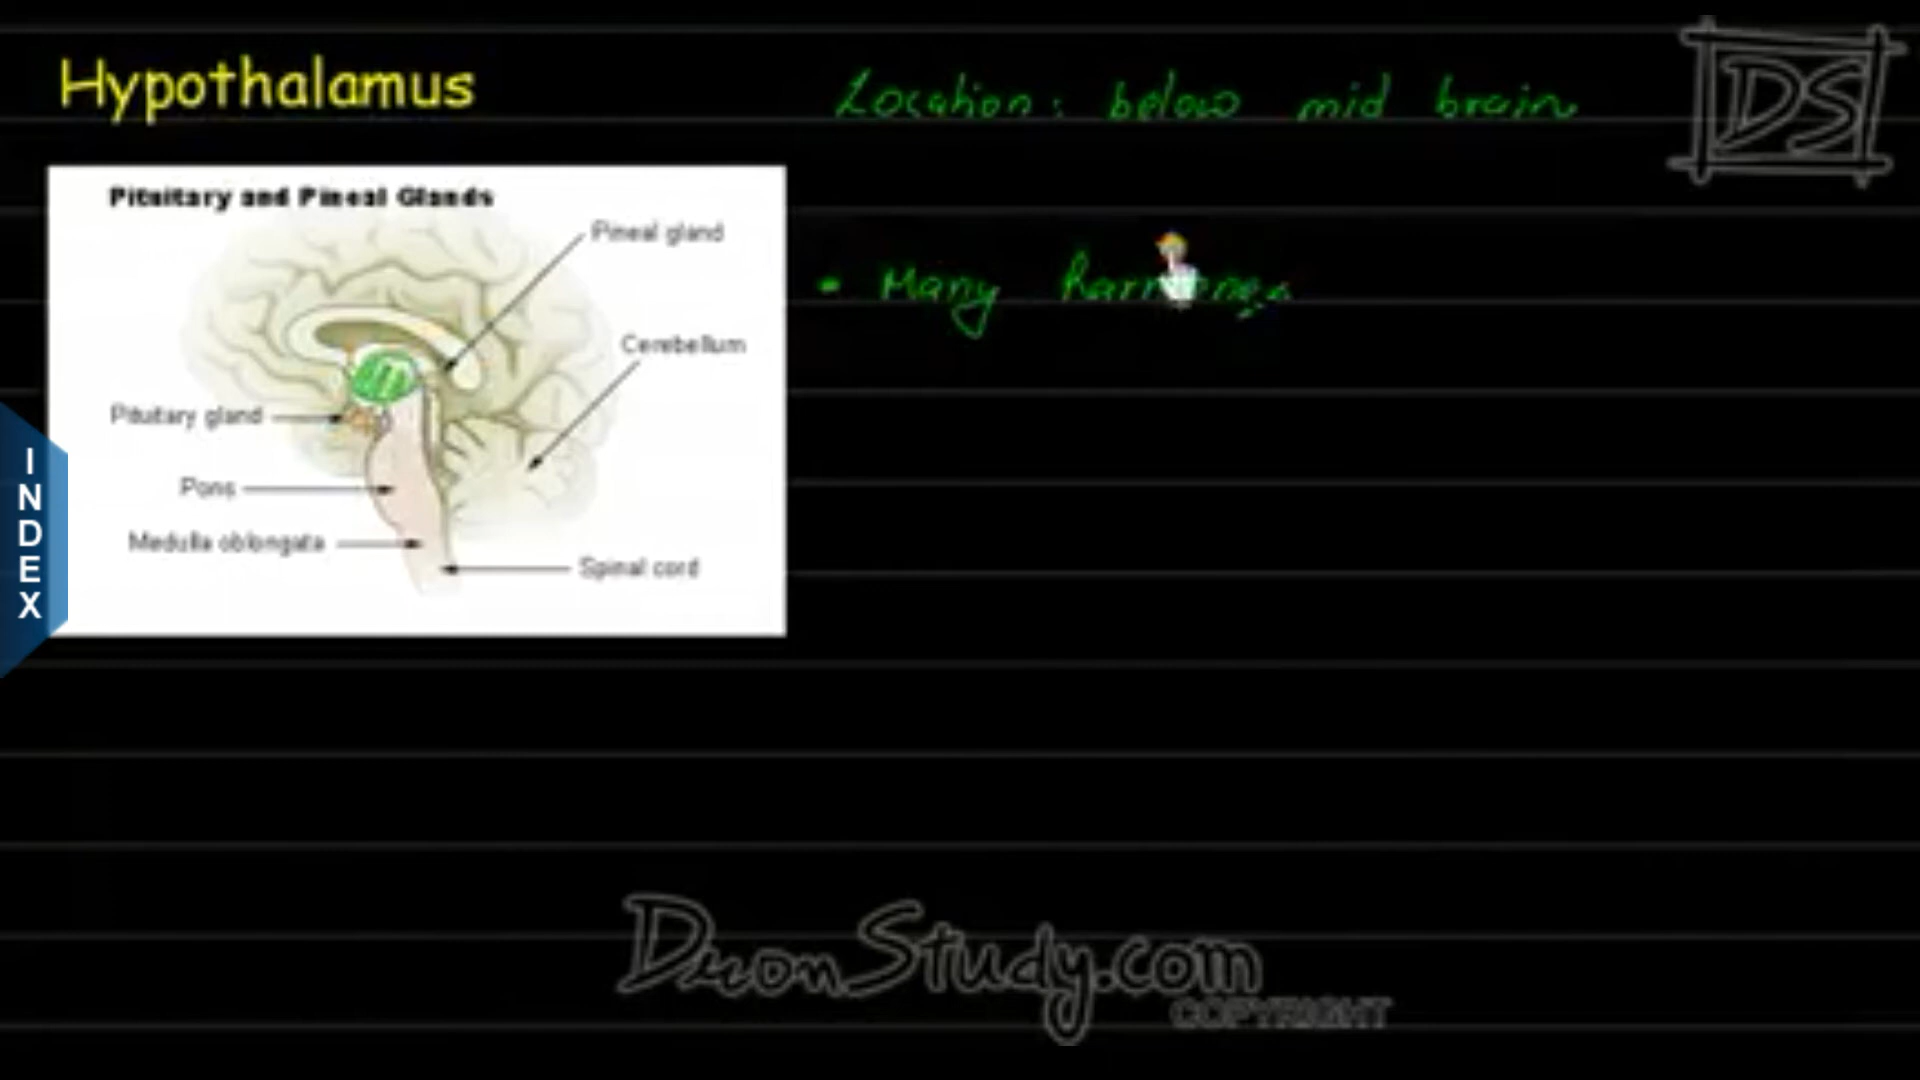 Hypothalamus
Location: below mid brain
DS
Pituitary and Pineal Glands
Pineal gland
Many
Cerebellum
Pituitary gland
INDEX
Pons
Medulla oblongata
Spinal cord
DronStudy.com
COPYRIGHT